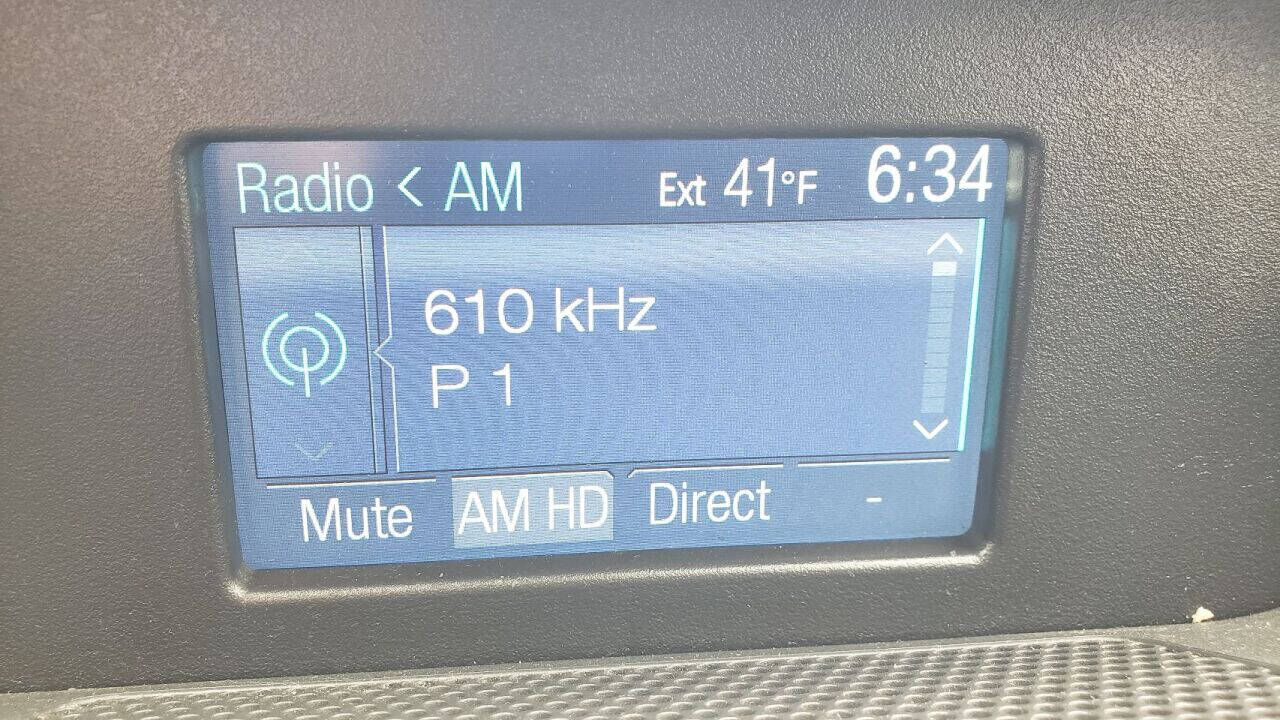 Radio < AM Ext 41°F 6:34
610 kHz
P 1
Mute AM HD Direct -